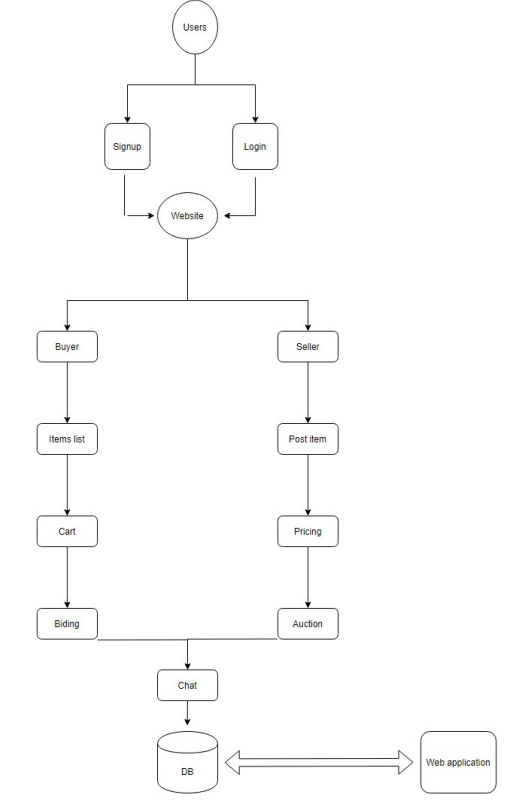 Users
Signup
Login
Website
Buyer
Seller
Items list
Post item
Cart
Pricing
Biding
Auction
Chat
DB
Web application